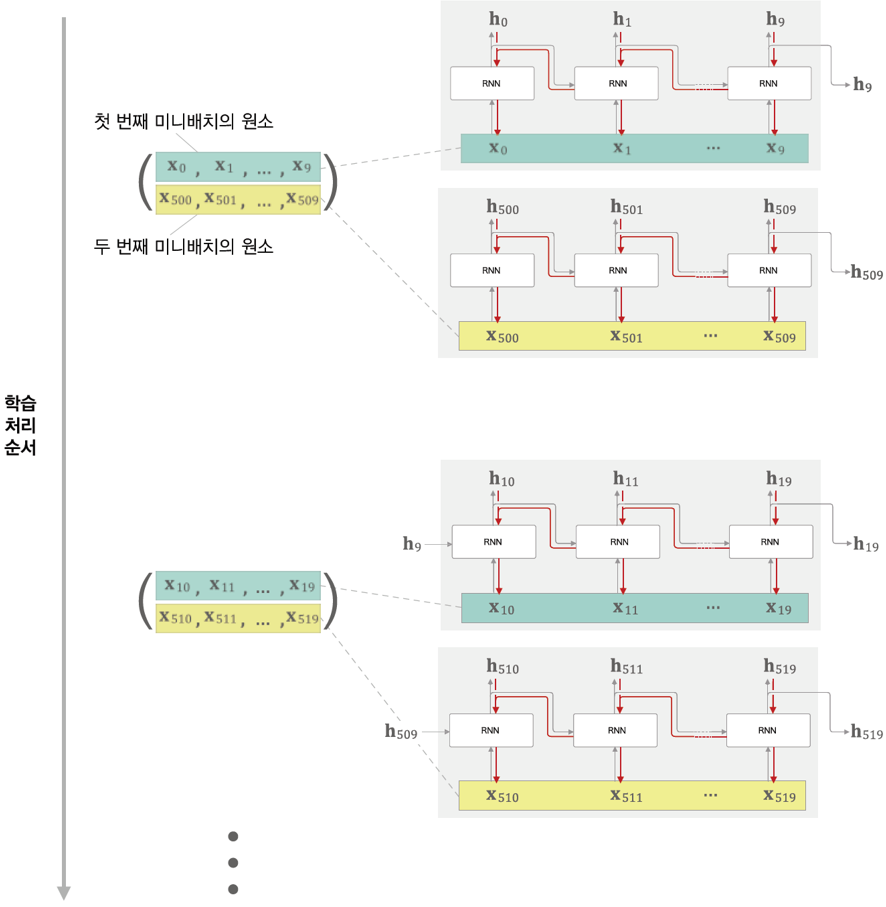 h0 h1 h9
RNN RNN RNN
h9
첫 번째 미니배치의 원소
x0 x1 ... x9
( x0 , x1 , ... , x9
x500 , x501 , ... , x509 )
두 번째 미니배치의 원소
h500 h501 h509
RNN RNN RNN
h509
x500 x501 ... x509
학습
처리
순서
h10 h11 h19
h9 RNN RNN RNN h19
( x10 , x11 , ... , x19
x510 , x511 , ... , x519 )
x10 x11 ... x19
h510 h511 h519
h509 RNN RNN RNN h519
x510 x511 ... x519